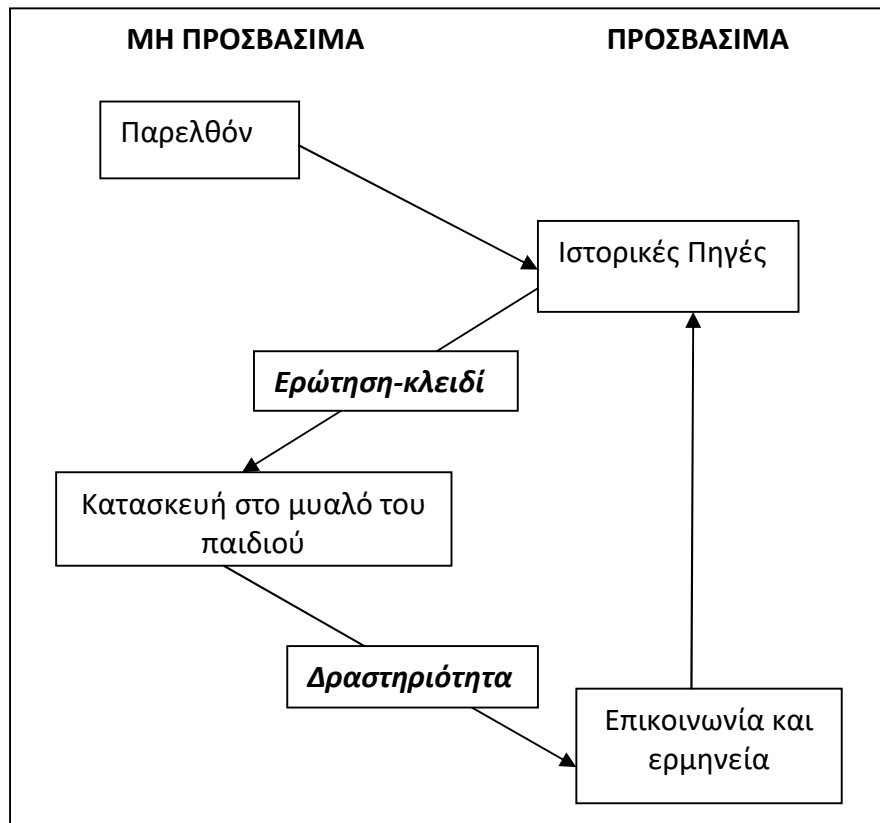 ΜΗ ΠΡΟΣΒΑΣΙΜΑ
ΠΡΟΣΒΑΣΙΜΑ
Παρελθόν
Ιστορικές Πηγές
Ερώτηση-κλειδί
Κατασκευή στο μυαλό του
παιδιού
Δραστηριότητα
Επικοινωνία και
ερμηνεία